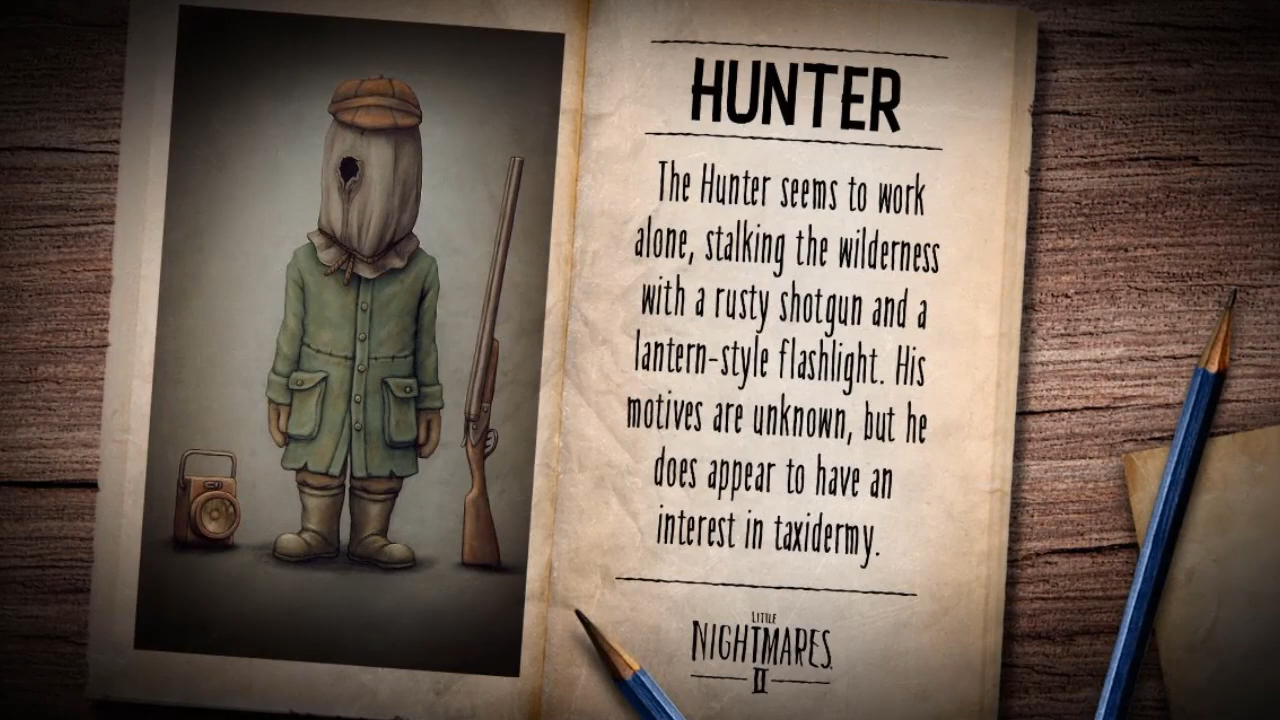 HUNTER
The Hunter seems to work
alone, stalking the wilderness
with a rusty shotgun and a
lantern-style flashlight. His
motives are unknown, but he
does appear to have an
interest in taxidermy.
LITTLE
NIGHTMARES
II